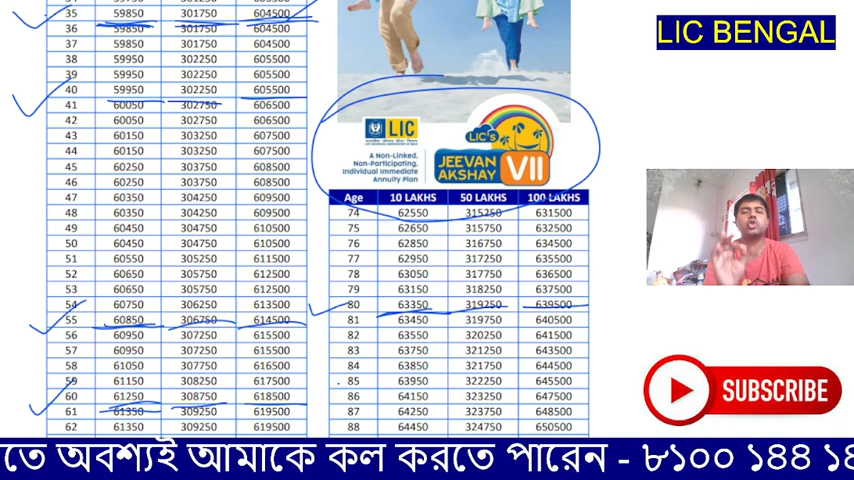 35 59850 301750 604500
36 59850 301750 604500
37 59850 301750 604500
38 59950 302250 605500
39 59950 302250 605500
40 59950 302250 605500
41 60050 302750 606500
42 60050 302750 606500
43 60150 303250 607500
44 60150 303250 607500
45 60250 303750 608500
46 60250 303750 608500
47 60350 304250 609500
48 60350 304250 609500
49 60450 304750 610500
50 60450 304750 610500
51 60550 305250 611500
52 60650 305750 612500
53 60650 305750 612500
54 60750 306250 613500
55 60850 306750 614500
56 60950 307250 615500
57 60950 307250 615500
58 61050 307750 616500
59 61150 308250 617500
60 61250 308750 618500
61 61350 309250 619500
62 61350 309250 619500
LIC
LIC's
A Non-Linked,
Non-Participating,
Individual Immediate
Annuity Plan
JEEVAN
AKSHAY VII
Age 10 LAKHS 50 LAKHS 100 LAKHS
74 62550 315250 631500
75 62650 315750 632500
76 62850 316750 634500
77 62950 317250 635500
78 63050 317750 636500
79 63150 318250 637500
80 63350 319250 639500
81 63450 319750 640500
82 63550 320250 641500
83 63750 321250 643500
84 63850 321750 644500
85 63950 322250 645500
86 64150 323250 647500
87 64250 323750 648500
88 64450 324750 650500
LIC BENGAL
SUBSCRIBE
তে অবশ্যই আমাকে কল করতে পারেন - ৮১০০ ১৪৪ ১৪